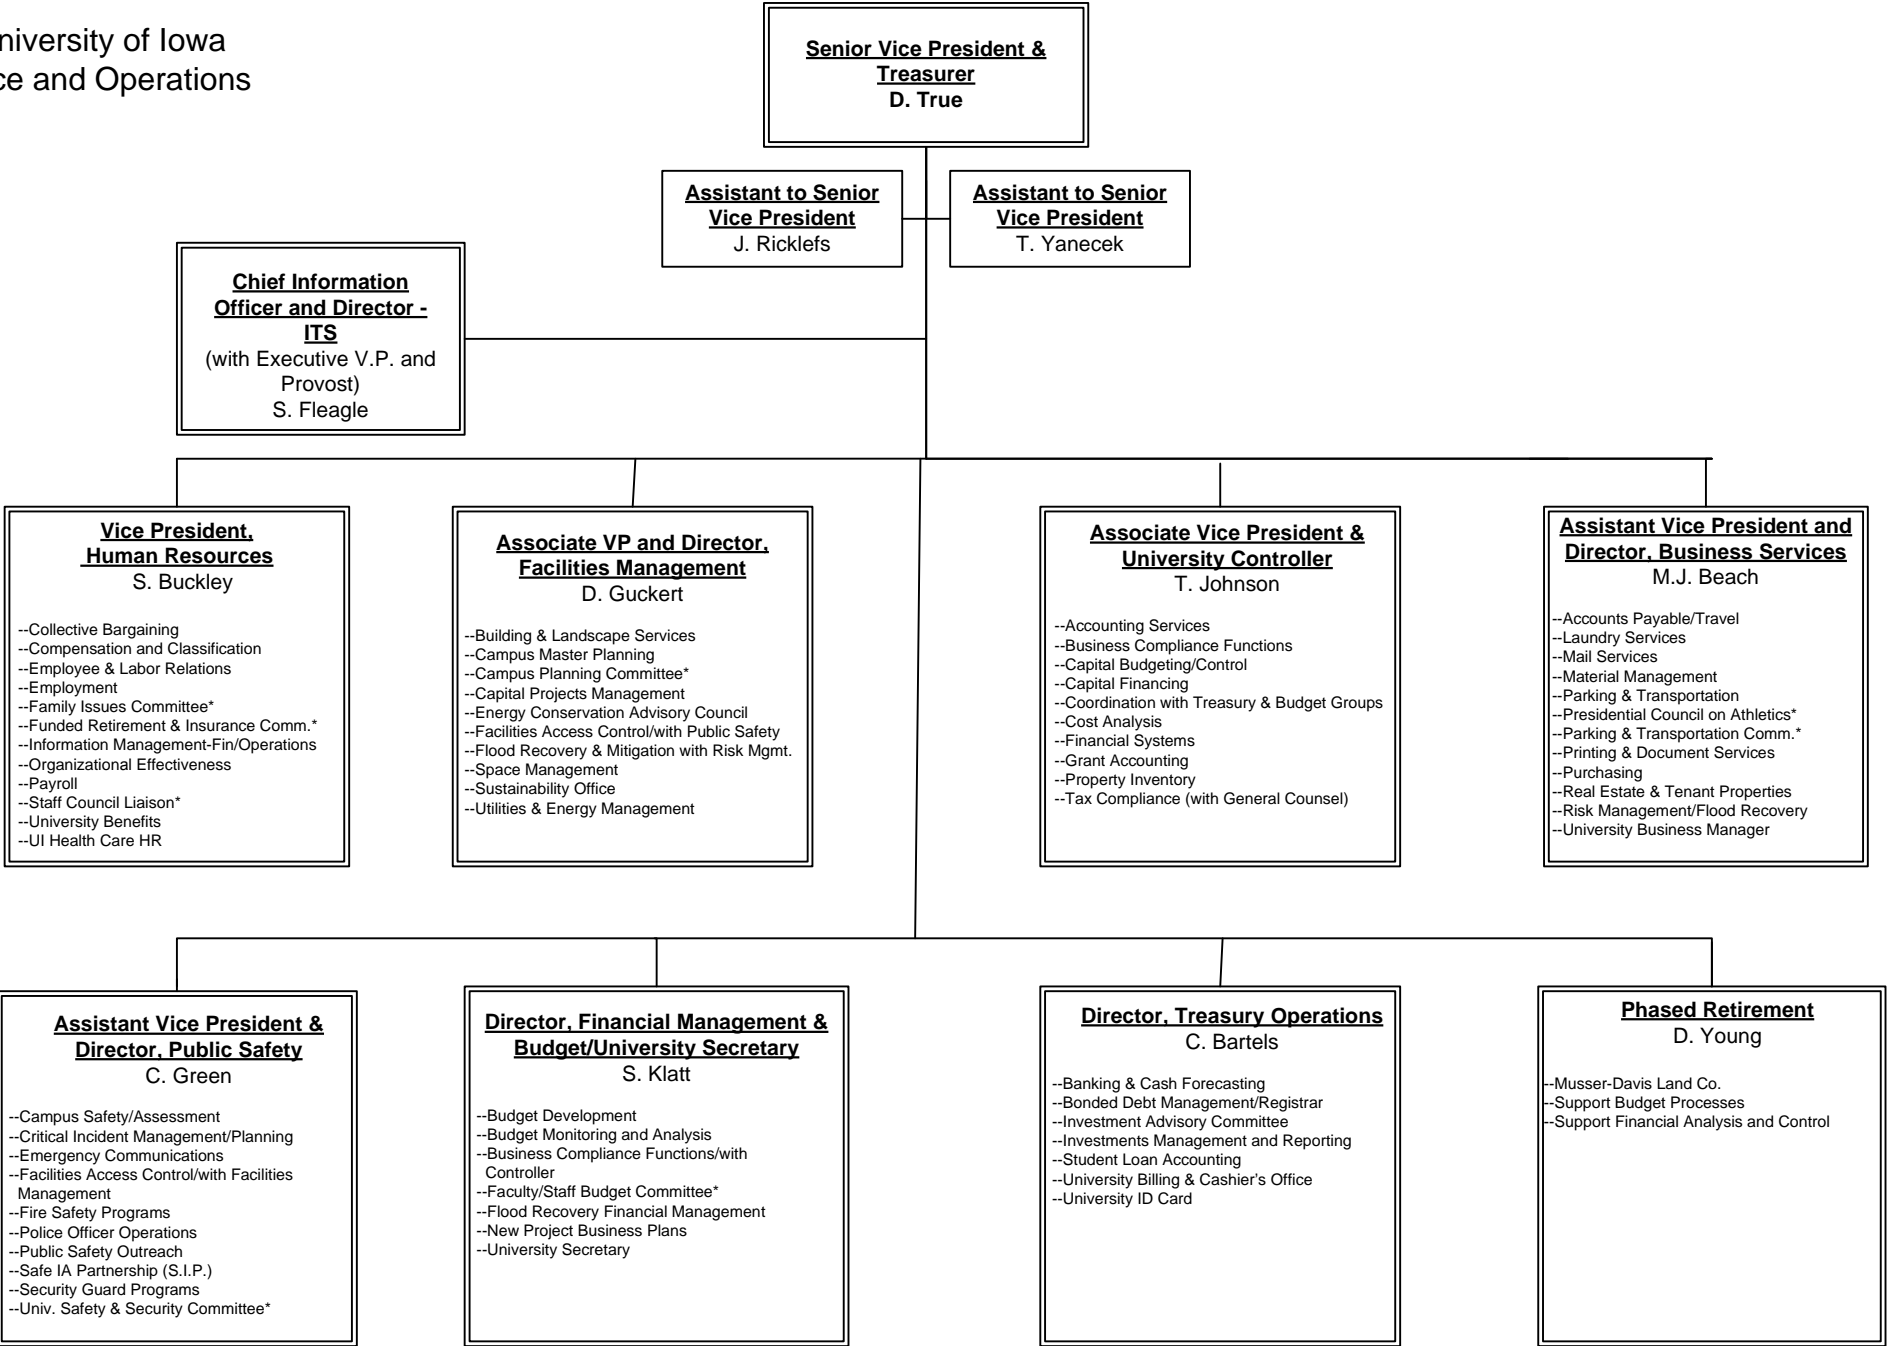 niversity of Iowa
ce and Operations
Senior Vice President &
Treasurer
D. True
Assistant to Senior
Vice President
J. Ricklefs
Assistant to Senior
Vice President
T. Yanecek
Chief Information
Officer and Director -
ITS
(with Executive V.P. and
Provost)
S. Fleagle
Vice President,
Human Resources
S. Buckley
--Collective Bargaining
--Compensation and Classification
--Employee & Labor Relations
--Employment
--Family Issues Committee*
--Funded Retirement & Insurance Comm.*
--Information Management-Fin/Operations
--Organizational Effectiveness
--Payroll
--Staff Council Liaison*
--University Benefits
--UI Health Care HR
Associate VP and Director,
Facilities Management
D. Guckert
--Building & Landscape Services
--Campus Master Planning
--Campus Planning Committee*
--Capital Projects Management
--Energy Conservation Advisory Council
--Facilities Access Control/with Public Safety
--Flood Recovery & Mitigation with Risk Mgmt.
--Space Management
--Sustainability Office
--Utilities & Energy Management
Associate Vice President &
University Controller
T. Johnson
--Accounting Services
--Business Compliance Functions
--Capital Budgeting/Control
--Capital Financing
--Coordination with Treasury & Budget Groups
--Cost Analysis
--Financial Systems
--Grant Accounting
--Property Inventory
--Tax Compliance (with General Counsel)
Assistant Vice President and
Director, Business Services
M.J. Beach
--Accounts Payable/Travel
--Laundry Services
--Mail Services
--Material Management
--Parking & Transportation
--Presidential Council on Athletics*
--Parking & Transportation Comm.*
--Printing & Document Services
--Purchasing
--Real Estate & Tenant Properties
--Risk Management/Flood Recovery
--University Business Manager
Assistant Vice President &
Director, Public Safety
C. Green
--Campus Safety/Assessment
--Critical Incident Management/Planning
--Emergency Communications
--Facilities Access Control/with Facilities
Management
--Fire Safety Programs
--Police Officer Operations
--Public Safety Outreach
--Safe IA Partnership (S.I.P.)
--Security Guard Programs
--Univ. Safety & Security Committee*
Director, Financial Management &
Budget/University Secretary
S. Klatt
--Budget Development
--Budget Monitoring and Analysis
--Business Compliance Functions/with
Controller
--Faculty/Staff Budget Committee*
--Flood Recovery Financial Management
--New Project Business Plans
--University Secretary
Director, Treasury Operations
C. Bartels
--Banking & Cash Forecasting
--Bonded Debt Management/Registrar
--Investment Advisory Committee
--Investments Management and Reporting
--Student Loan Accounting
--University Billing & Cashier's Office
--University ID Card
Phased Retirement
D. Young
--Musser-Davis Land Co.
--Support Budget Processes
--Support Financial Analysis and Control